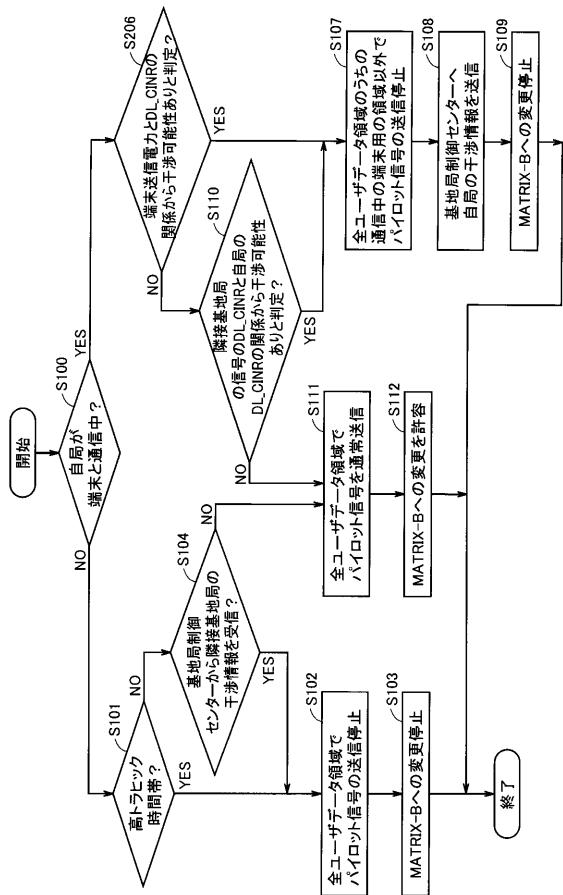 開始
S100
自局が
端末と通信中？
NO
YES
S101
高トラヒック
時間帯？
NO
YES
S104
基地局制御
センターから隣接基地局の
干渉情報を受信？
NO
YES
S102
全ユーザデータ領域で
パイロット信号の送信停止
S103
MATRIX-Bへの変更停止
終了
S206
端末送信電力とDL_CINRの
関係から干渉可能性ありと判定？
NO
YES
S110
隣接基地局
の信号のDL_CINRと自局の
DL_CINRの関係から干渉可能性
ありと判定？
NO
YES
S111
全ユーザデータ領域で
パイロット信号を通常送信
S112
MATRIX-Bへの変更を許容
S107
全ユーザデータ領域のうちの
通信中の端末用の領域以外で
パイロット信号の送信停止
S108
基地局制御センターへ
自局の干渉情報を送信
S109
MATRIX-Bへの変更停止